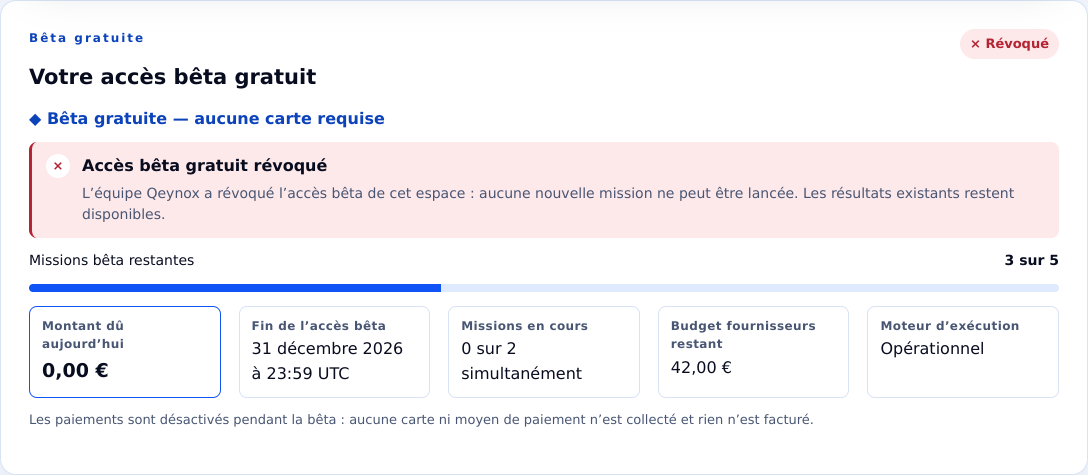 Bêta gratuite
× Révoqué
Votre accès bêta gratuit
◆ Bêta gratuite — aucune carte requise
× Accès bêta gratuit révoqué
L’équipe Qeynox a révoqué l’accès bêta de cet espace : aucune nouvelle mission ne peut être lancée. Les résultats existants restent
disponibles.
Missions bêta restantes
3 sur 5
Montant dû
aujourd’hui
0,00 €
Fin de l’accès bêta
31 décembre 2026
à 23:59 UTC
Missions en cours
0 sur 2
simultanément
Budget fournisseurs
restant
42,00 €
Moteur d’exécution
Opérationnel
Les paiements sont désactivés pendant la bêta : aucune carte ni moyen de paiement n’est collecté et rien n’est facturé.